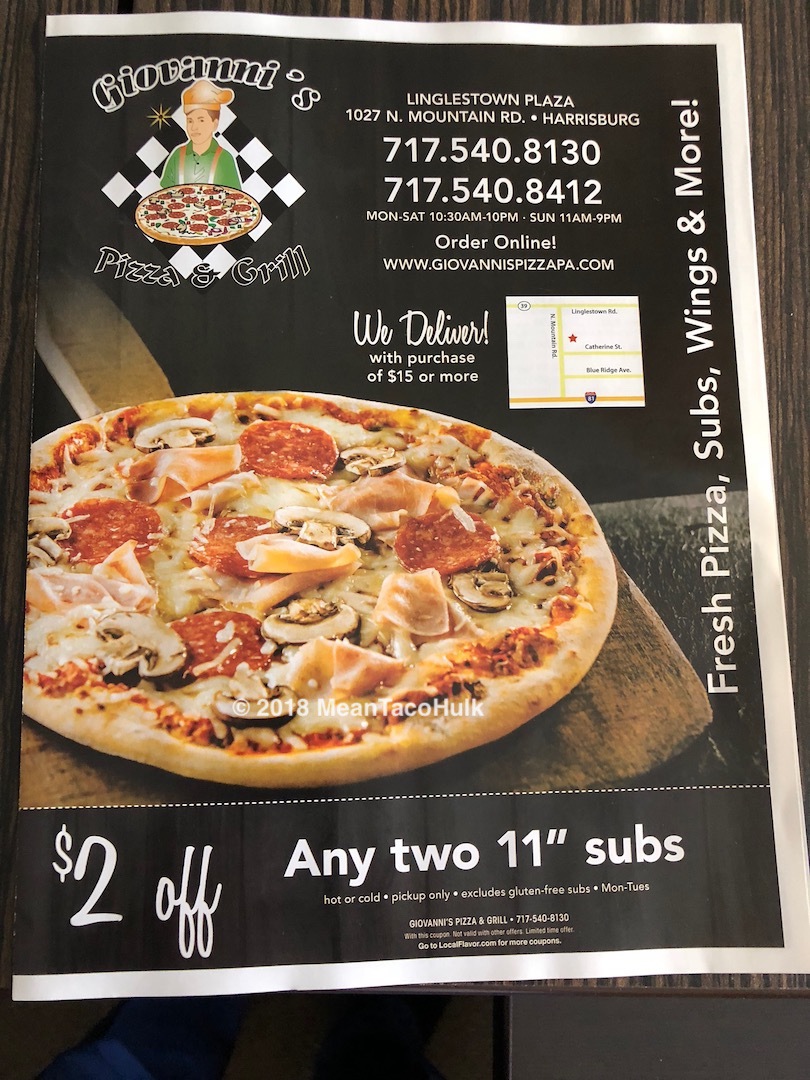 Giovanni's
Pizza & Grill
LINGLESTOWN PLAZA
1027 N. MOUNTAIN RD. • HARRISBURG
717.540.8130
717.540.8412
MON-SAT 10:30AM-10PM · SUN 11AM-9PM
Order Online!
WWW.GIOVANNISPIZZAPA.COM
We Deliver!
with purchase
of $15 or more
39
Linglestown Rd.
N. Mountain Rd.
Catherine St.
Blue Ridge Ave.
81
Fresh Pizza, Subs, Wings & More!
© 2018 MeanTacoHulk
$2 off
Any two 11" subs
hot or cold • pickup only • excludes gluten-free subs • Mon-Tues
GIOVANNI'S PIZZA & GRILL • 717-540-8130
With this coupon. Not valid with other offers. Limited time offer.
Go to LocalFlavor.com for more coupons.